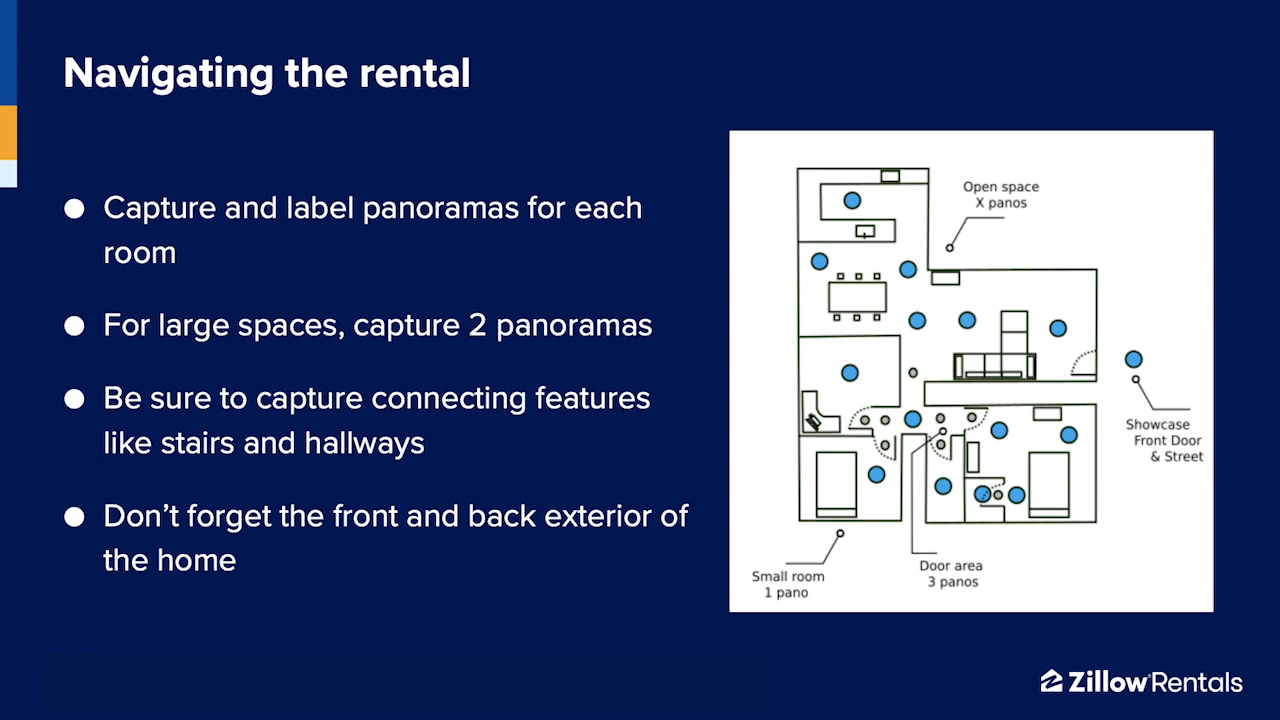 Navigating the rental
Capture and label panoramas for each
room
For large spaces, capture 2 panoramas
Be sure to capture connecting features
like stairs and hallways
Don’t forget the front and back exterior of
the home
Open space
X panos
Showcase
Front Door
& Street
Door area
3 panos
Small room
1 pano
Zillow Rentals